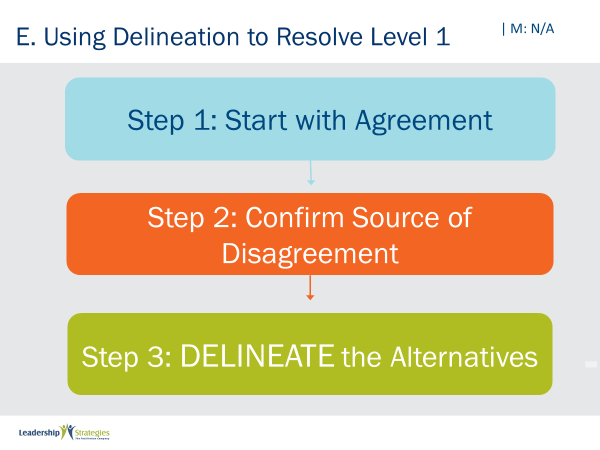 E. Using Delineation to Resolve Level 1
| M: N/A
Step 1: Start with Agreement
Step 2: Confirm Source of
Disagreement
Step 3: DELINEATE the Alternatives
Leadership Strategies
The Facilitation Company